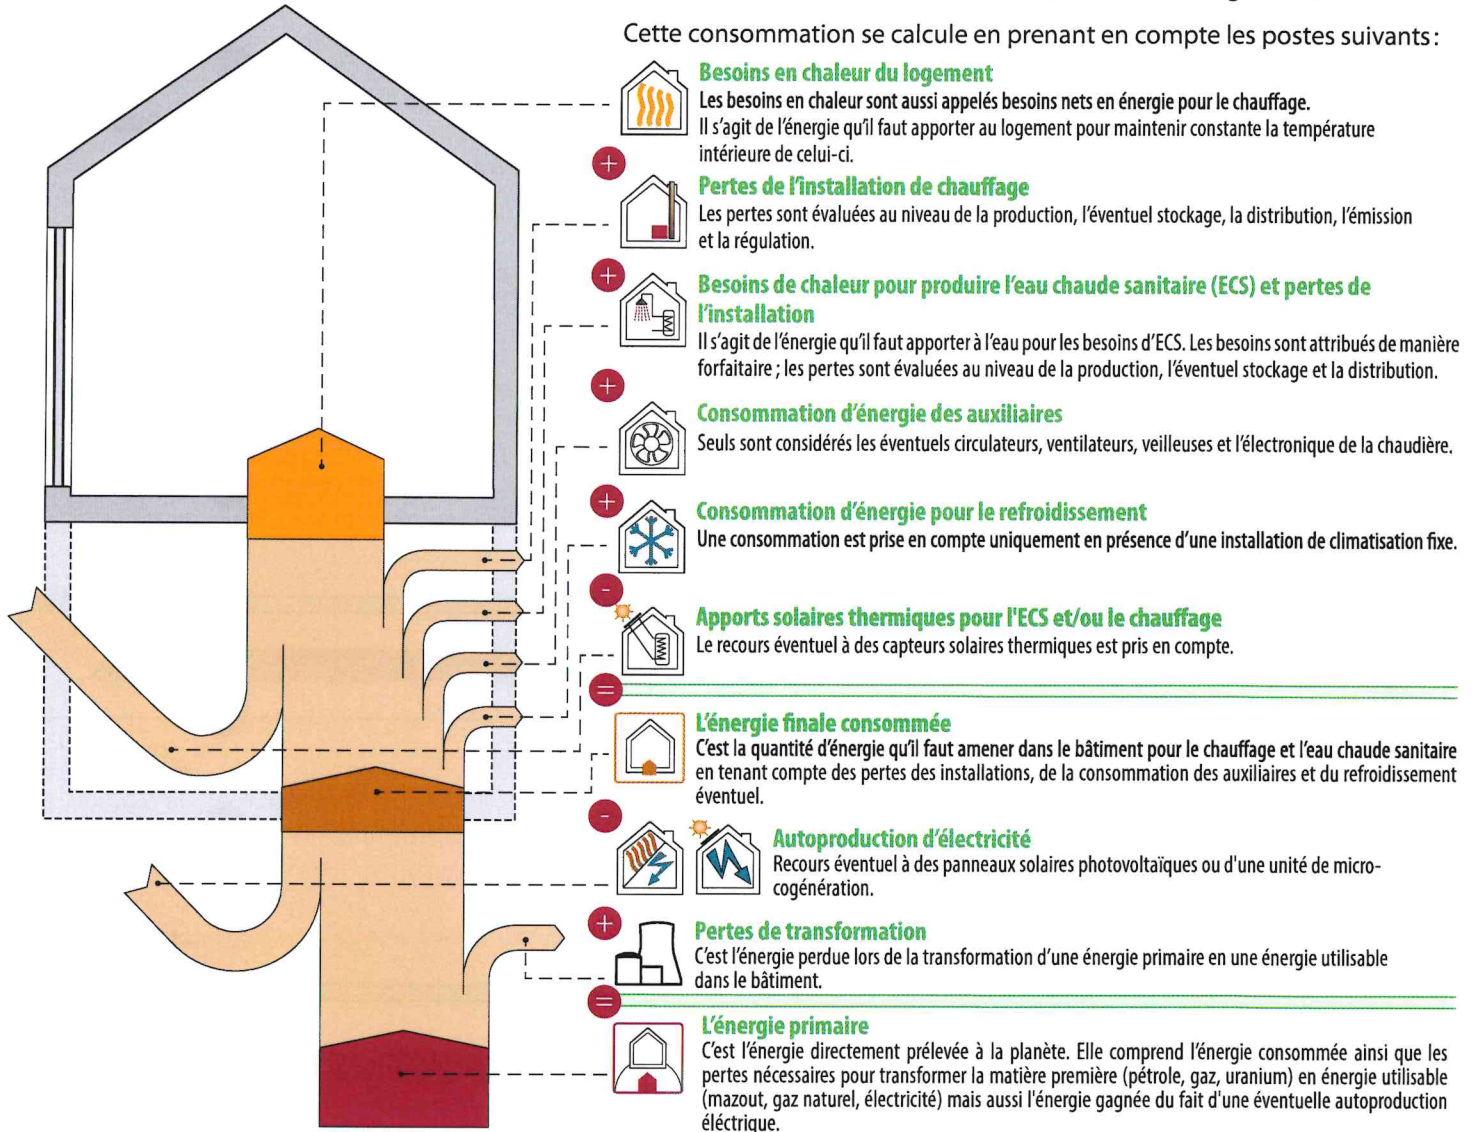 Cette consommation se calcule en prenant en compte les postes suivants :
Besoins en chaleur du logement
Les besoins en chaleur sont aussi appelés besoins nets en énergie pour le chauffage.
Il s'agit de l'énergie qu'il faut apporter au logement pour maintenir constante la température
intérieure de celui-ci.
+
Pertes de l'installation de chauffage
Les pertes sont évaluées au niveau de la production, l'éventuel stockage, la distribution, l'émission
et la régulation.
+
Besoins de chaleur pour produire l'eau chaude sanitaire (ECS) et pertes de
l'installation
Il s'agit de l'énergie qu'il faut apporter à l'eau pour les besoins d'ECS. Les besoins sont attribués de manière
forfaitaire ; les pertes sont évaluées au niveau de la production, l'éventuel stockage et la distribution.
+
Consommation d'énergie des auxiliaires
Seuls sont considérés les éventuels circulateurs, ventilateurs, veilleuses et l'électronique de la chaudière.
+
Consommation d'énergie pour le refroidissement
Une consommation est prise en compte uniquement en présence d'une installation de climatisation fixe.
-
Apports solaires thermiques pour l'ECS et/ou le chauffage
Le recours éventuel à des capteurs solaires thermiques est pris en compte.
=
L'énergie finale consommée
C'est la quantité d'énergie qu'il faut amener dans le bâtiment pour le chauffage et l'eau chaude sanitaire
en tenant compte des pertes des installations, de la consommation des auxiliaires et du refroidissement
éventuel.
-
Autoproduction d'électricité
Recours éventuel à des panneaux solaires photovoltaïques ou d'une unité de micro-
cogénération.
+
Pertes de transformation
C'est l'énergie perdue lors de la transformation d'une énergie primaire en une énergie utilisable
dans le bâtiment.
=
L'énergie primaire
C'est l'énergie directement prélevée à la planète. Elle comprend l'énergie consommée ainsi que les
pertes nécessaires pour transformer la matière première (pétrole, gaz, uranium) en énergie utilisable
(mazout, gaz naturel, électricité) mais aussi l'énergie gagnée du fait d'une éventuelle autoproduction
éléctrique.